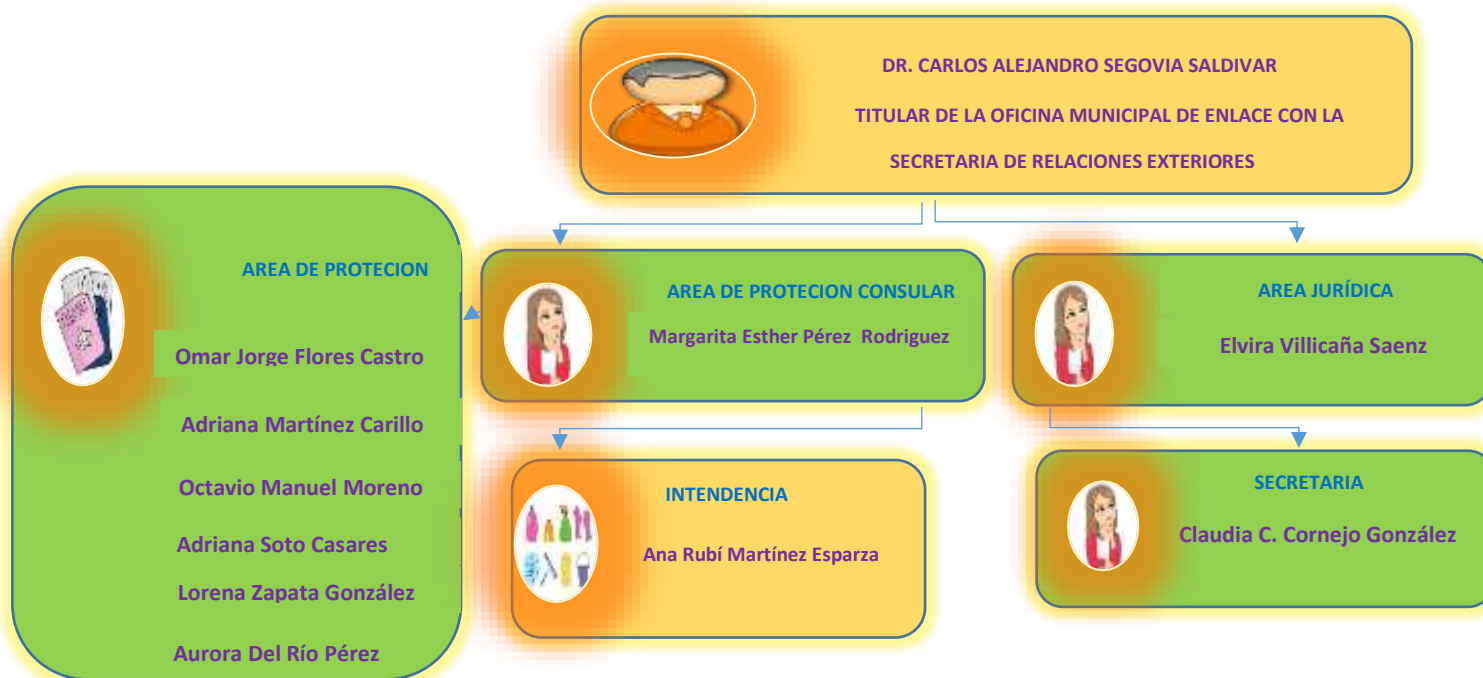 DR. CARLOS ALEJANDRO SEGOVIA SALDIVAR
TITULAR DE LA OFICINA MUNICIPAL DE ENLACE CON LA
SECRETARIA DE RELACIONES EXTERIORES
AREA DE PROTECION
Omar Jorge Flores Castro
Adriana Martínez Carillo
Octavio Manuel Moreno
Adriana Soto Casares
Lorena Zapata González
Aurora Del Río Pérez
AREA DE PROTECION CONSULAR
Margarita Esther Pérez Rodriguez
AREA JURÍDICA
Elvira Villicaña Saenz
INTENDENCIA
Ana Rubí Martínez Esparza
SECRETARIA
Claudia C. Cornejo González